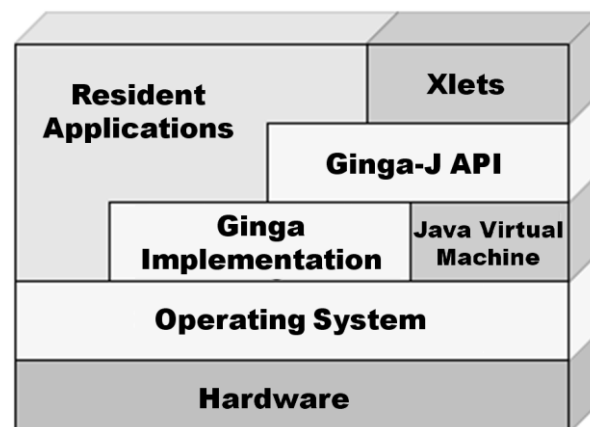 Resident
Applications
Xlets
Ginga-J API
Ginga
Implementation
Java Virtual
Machine
Operating System
Hardware